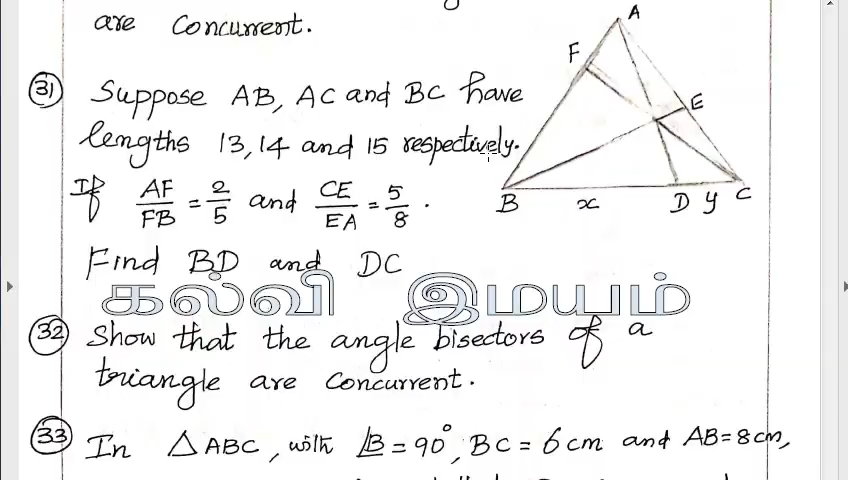 are Concurrent.
A
F
E
B x D y C
31 Suppose AB, AC and BC have
lengths 13, 14 and 15 respectively.
If AF/FB = 2/5 and CE/EA = 5/8.
Find BD and DC
கல்வி இமயம்
32 Show that the angle bisectors of a
triangle are concurrent.
33 In △ABC, with ∠B = 90°, BC = 6cm and AB = 8cm,